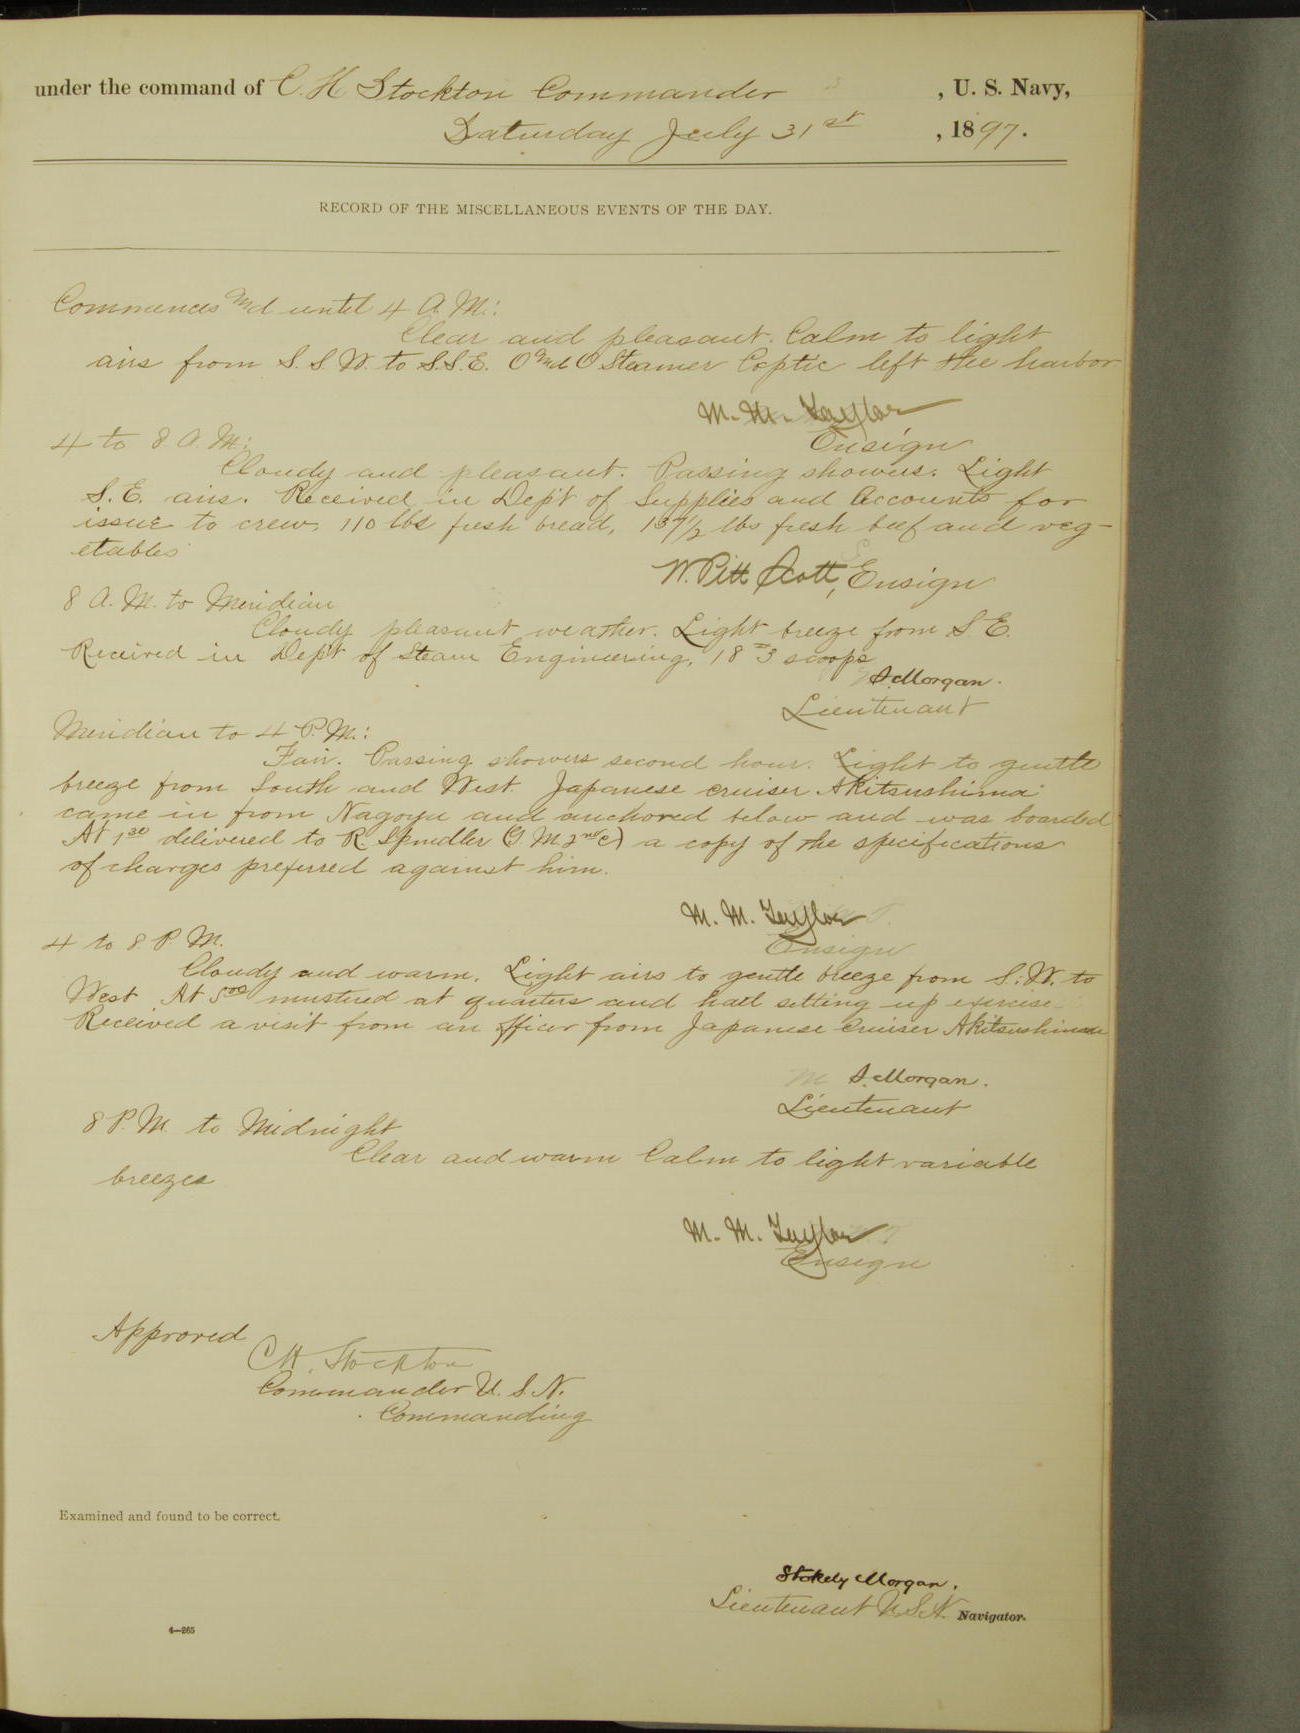 under the command of C. H Stockton Commander , U. S. Navy,
Saturday July 31st , 1897.
RECORD OF THE MISCELLANEOUS EVENTS OF THE DAY.
Commences Md until 4 A. M.:
Clear and pleasant. Calm to light
airs from S. S. W. to S.S.E. O and O Steamer Coptic left the harbor
M. M. Taylor
Ensign
4 to 8 A. M:
Cloudy and pleasant. Passing showers. Light
S. E. airs. Received in Dep't of Supplies and Accounts for
issue to crew, 110 lbs fresh bread, 137 1/2 lbs fresh beef and veg-
etables
W. Pitt Scott, Ensign
8 A. M. to Meridian
Cloudy pleasant weather. Light breeze from S. E.
Received in Dep't of Steam Engineering, 18 3 scoops
S. Morgan.
Lieutenant
Meridian to 4 P. M.:
Fair. Passing showers second hour. Light to gentle
breeze from South and West. Japanese cruiser Akitsushima
came in from Nagoya and anchored below and was boarded
At 1 30 delivered to R. Spindler (G. M 2nd C) a copy of the specifications
of charges preferred against him.
M. M. Taylor
Ensign
4 to 8 P M.
Cloudy and warm. Light airs to gentle breeze from S. W. to
West At 5 00 mustered at quarters and had setting up exercise
Received a visit from an officer from Japanese Cruiser Akitsushima
S. Morgan.
Lieutenant
8 P. M to Midnight
Clear and warm Calm to light variable
breezes
M. M. Taylor
Ensign
Approved
C H. Stockton
Commander U. S. N.
Commanding
Examined and found to be correct.
Stokely Morgan.
Lieutenant U. S. N. Navigator.
4—265